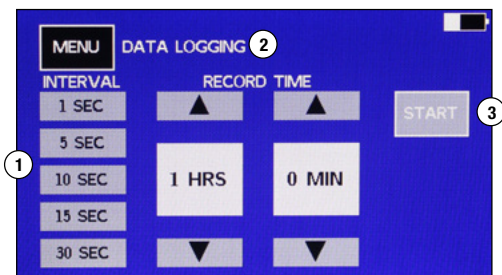 MENU DATA LOGGING 2
INTERVAL RECORD TIME
1 SEC
START 3
5 SEC
1
10 SEC 1 HRS 0 MIN
15 SEC
30 SEC